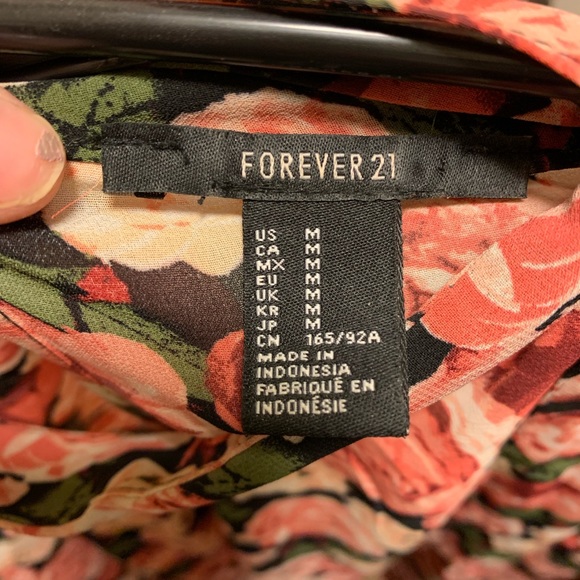 FOREVER 21
US M
CA M
MX M
EU M
UK M
KR M
JP M
CN 165/92A
MADE IN
INDONESIA
FABRIQUÉ EN
INDONÉSIE